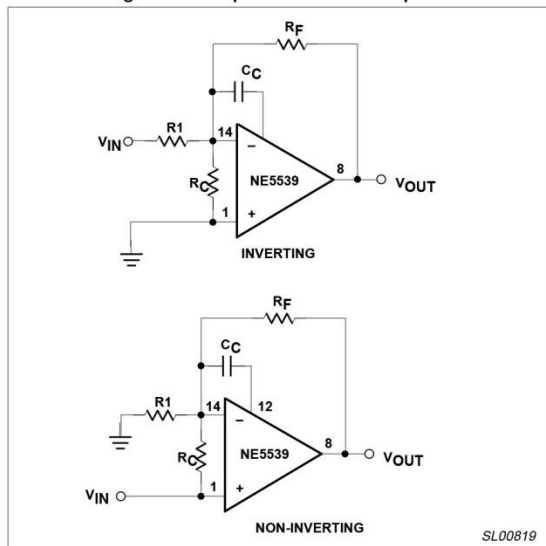 RF
CC
R1
VIN
14
−
RC
NE5539
8
VOUT
1
+
INVERTING
RF
CC
R1
14
12
−
RC
NE5539
8
VOUT
VIN
1
+
NON-INVERTING
SL00819